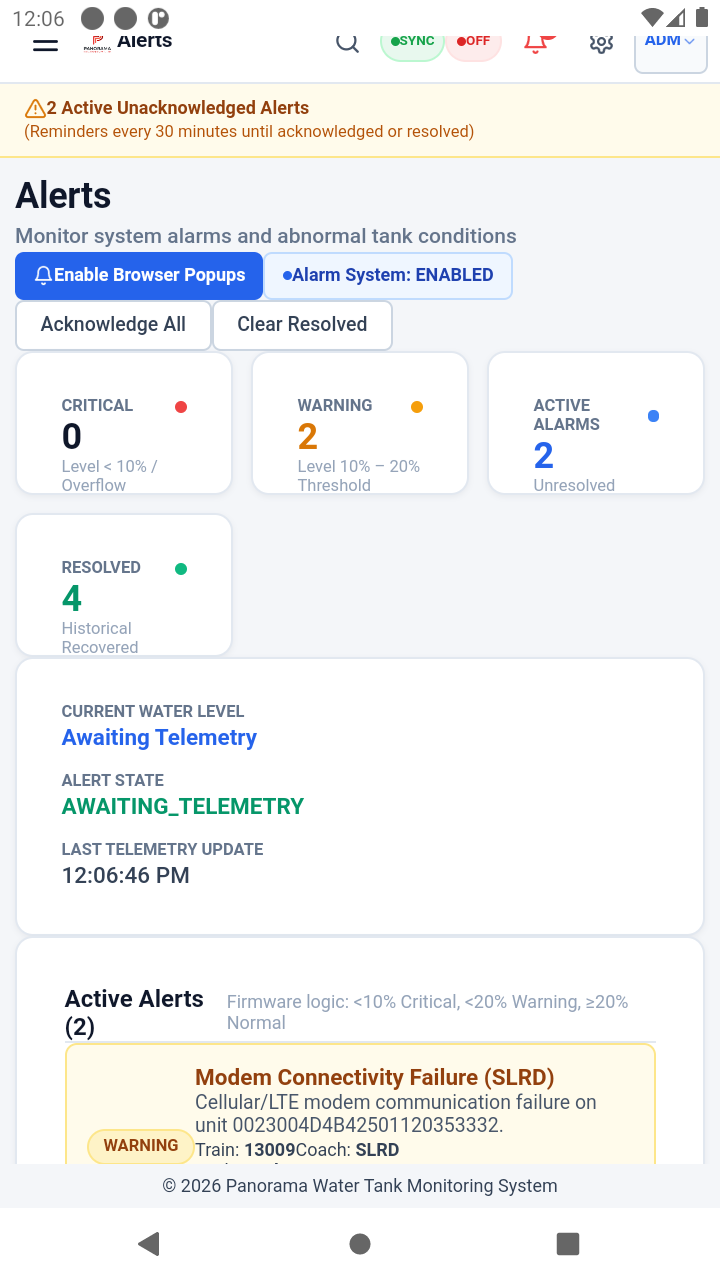 12:06
PANORAMA
Alerts
SYNC
OFF
ADM
2 Active Unacknowledged Alerts
(Reminders every 30 minutes until acknowledged or resolved)
Alerts
Monitor system alarms and abnormal tank conditions
Enable Browser Popups
Alarm System: ENABLED
Acknowledge All
Clear Resolved
CRITICAL
0
Level < 10% /
Overflow
WARNING
2
Level 10% – 20%
Threshold
ACTIVE
ALARMS
2
Unresolved
RESOLVED
4
Historical
Recovered
CURRENT WATER LEVEL
Awaiting Telemetry
ALERT STATE
AWAITING_TELEMETRY
LAST TELEMETRY UPDATE
12:06:46 PM
Active Alerts
(2)
Firmware logic: <10% Critical, <20% Warning, ≥20%
Normal
WARNING
Modem Connectivity Failure (SLRD)
Cellular/LTE modem communication failure on
unit 0023004D4B42501120353332.
Train: 13009Coach: SLRD
© 2026 Panorama Water Tank Monitoring System